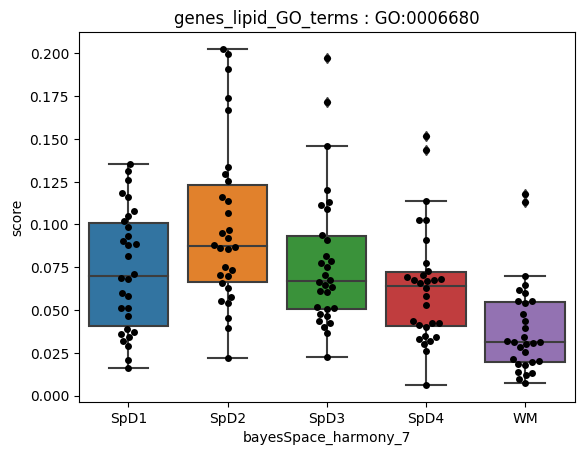 genes_lipid_GO_terms : GO:0006680
0.200
0.175
0.150
0.125
0.100
0.075
0.050
0.025
0.000
score
SpD1 SpD2 SpD3 SpD4 WM
bayesSpace_harmony_7